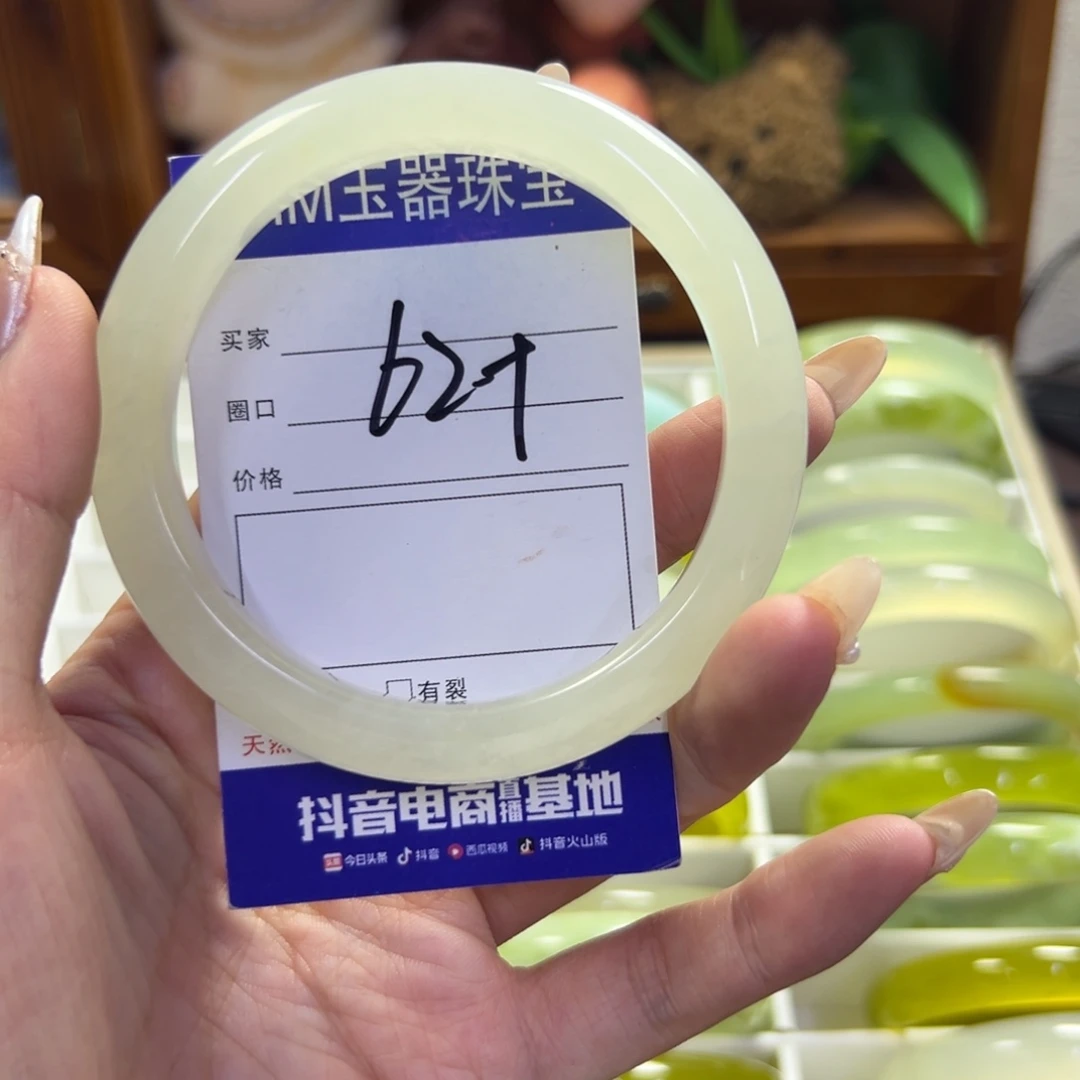 玉器珠宝
买家
圈口
价格
有裂
天然
抖音电商直播基地
今日头条 抖音 西瓜视频 抖音火山版